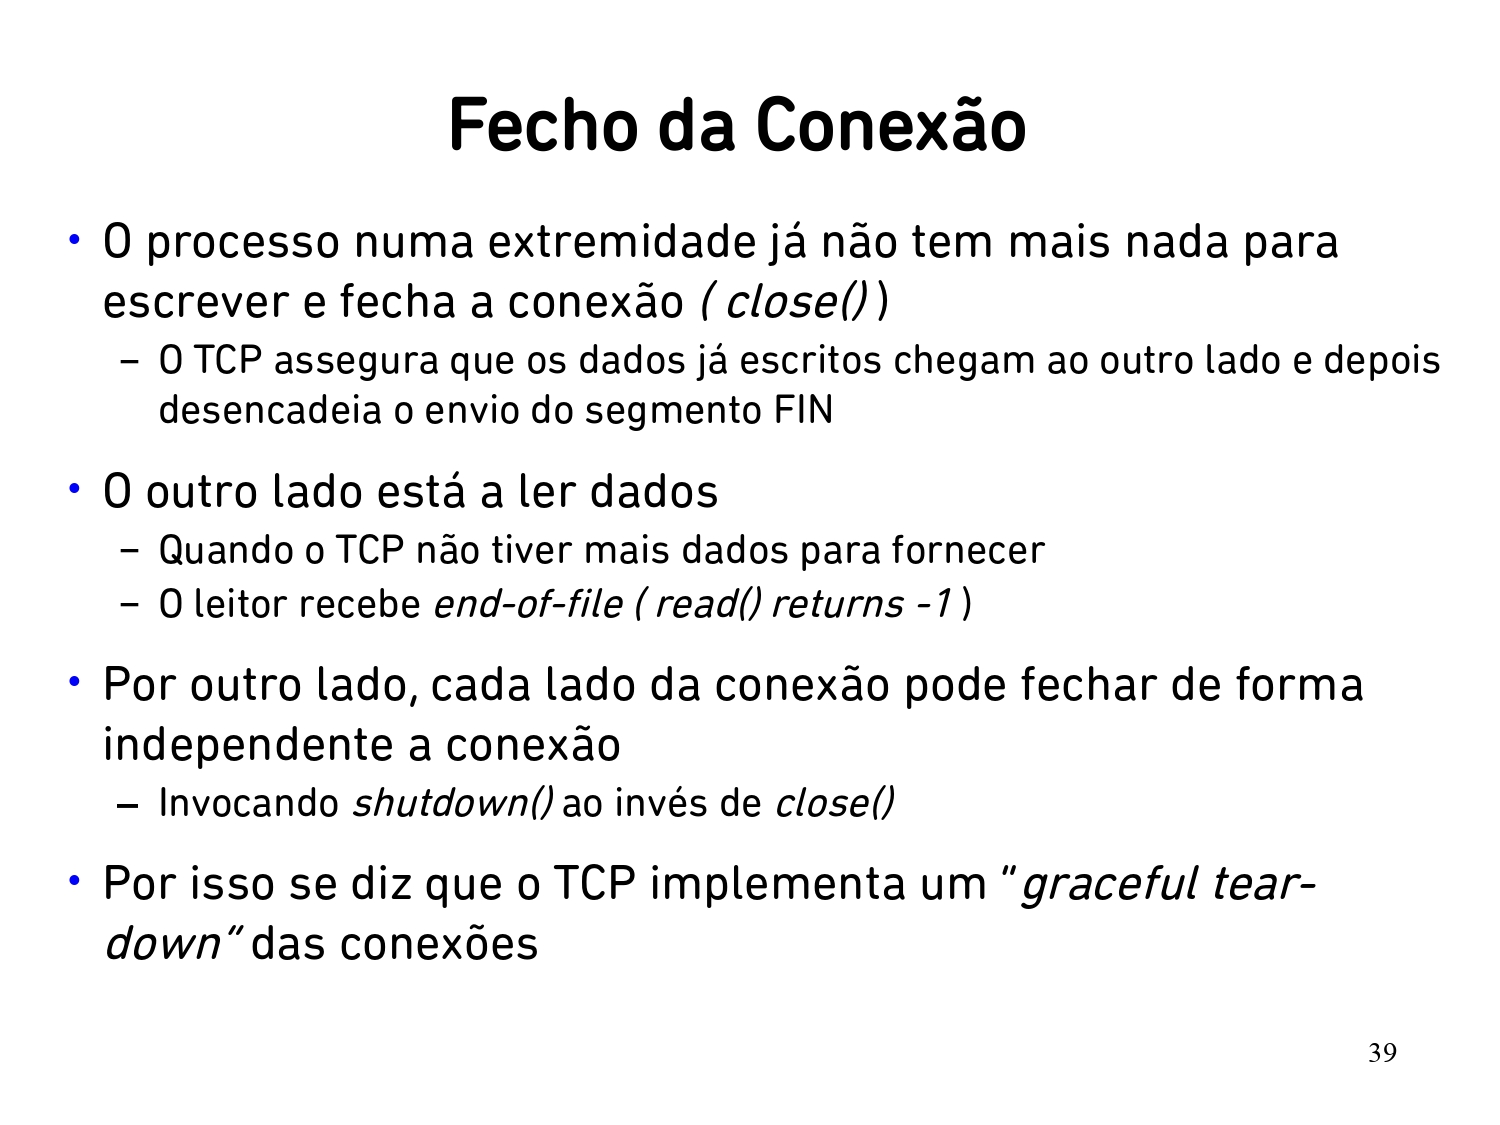 Fecho da Conexão
• O processo numa extremidade já não tem mais nada para
escrever e fecha a conexão ( close() )
– O TCP assegura que os dados já escritos chegam ao outro lado e depois
desencadeia o envio do segmento FIN
• O outro lado está a ler dados
– Quando o TCP não tiver mais dados para fornecer
– O leitor recebe end-of-file ( read() returns -1 )
• Por outro lado, cada lado da conexão pode fechar de forma
independente a conexão
– Invocando shutdown() ao invés de close()
• Por isso se diz que o TCP implementa um "graceful tear-
down" das conexões
39